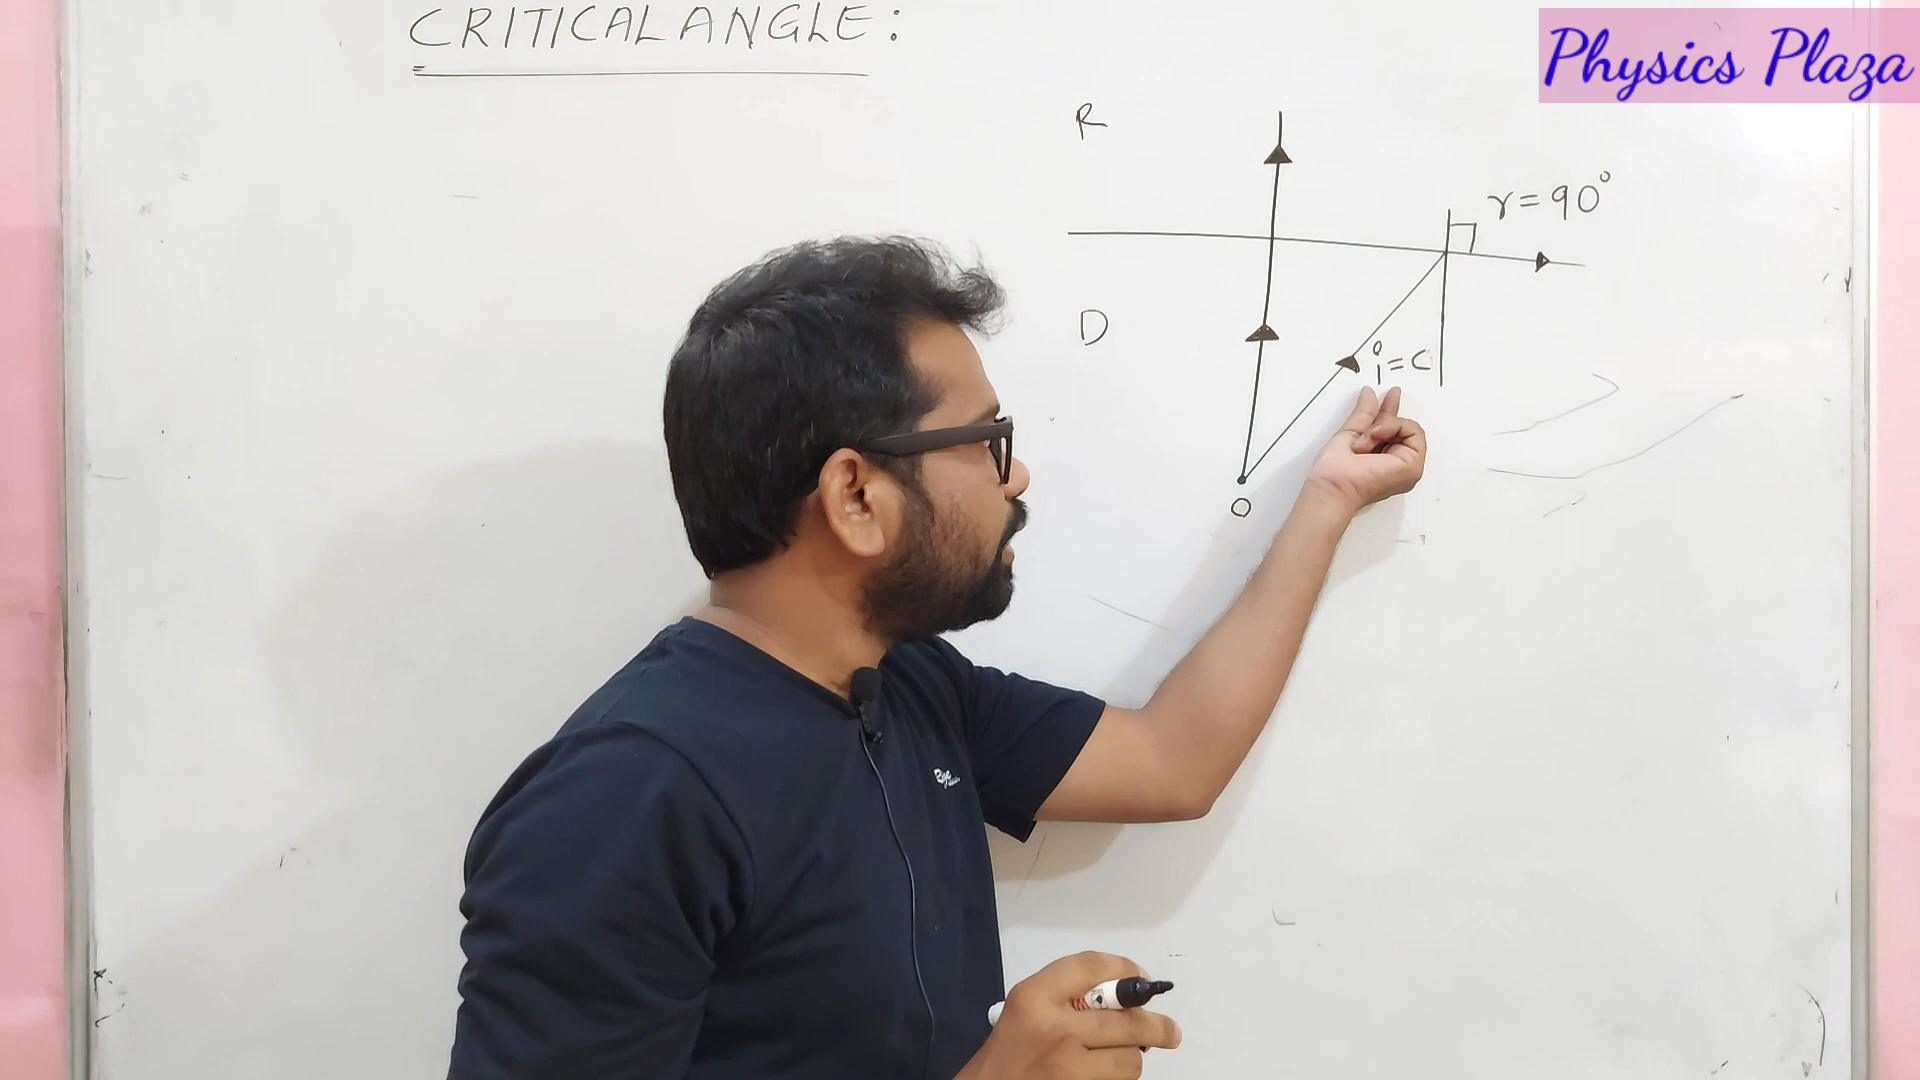 CRITICAL ANGLE:
Physics Plaza
R
r=90°
D
i=C
O